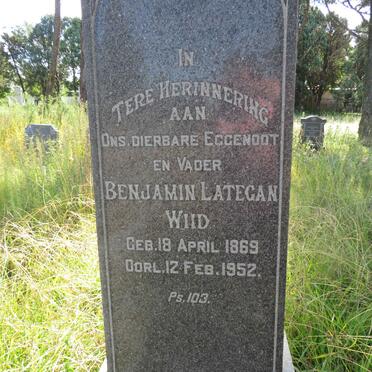 IN
TERE HERINNERING
AAN
ONS. DIERBARE EGGENOOT
EN VADER
BENJAMIN LATEGAN
WIID
GEB. 18 APRIL 1869
OORL. 12 FEB. 1952.
Ps. 103.